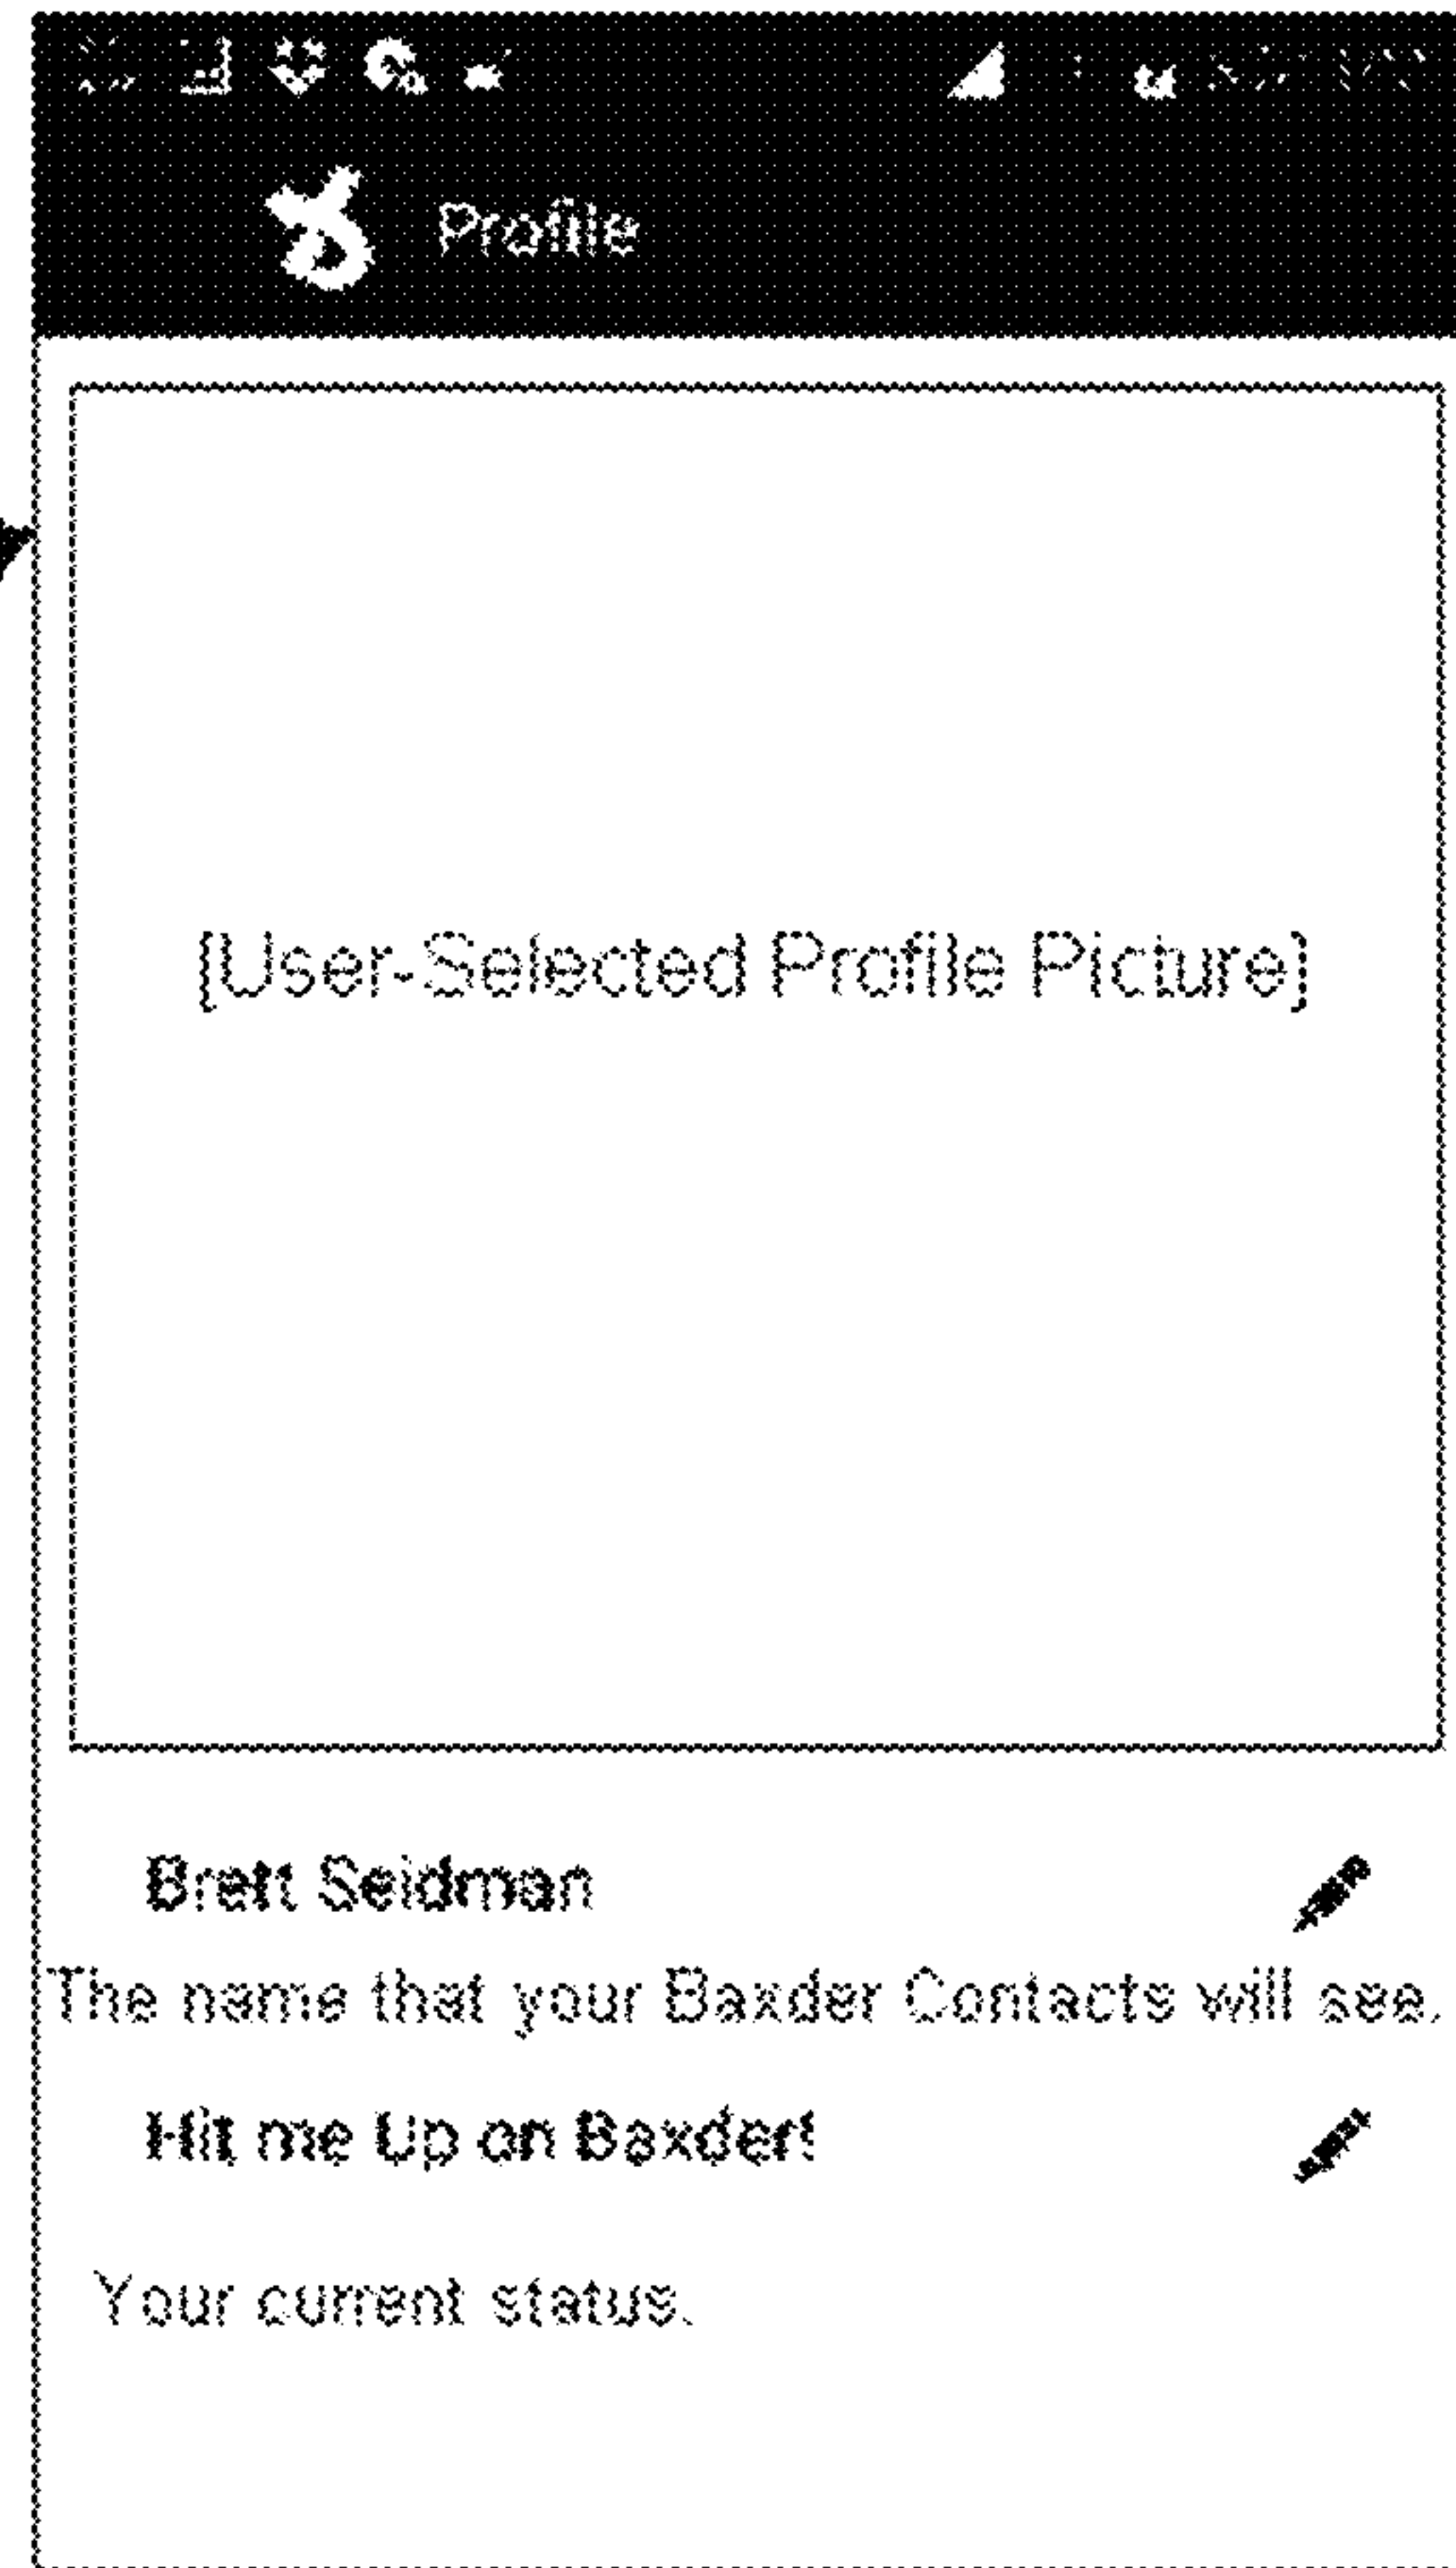 Profile
[User-Selected Profile Picture]
Brett Seidman
The name that your Baxder Contacts will see.
Hit me Up on Baxder!
Your current status.